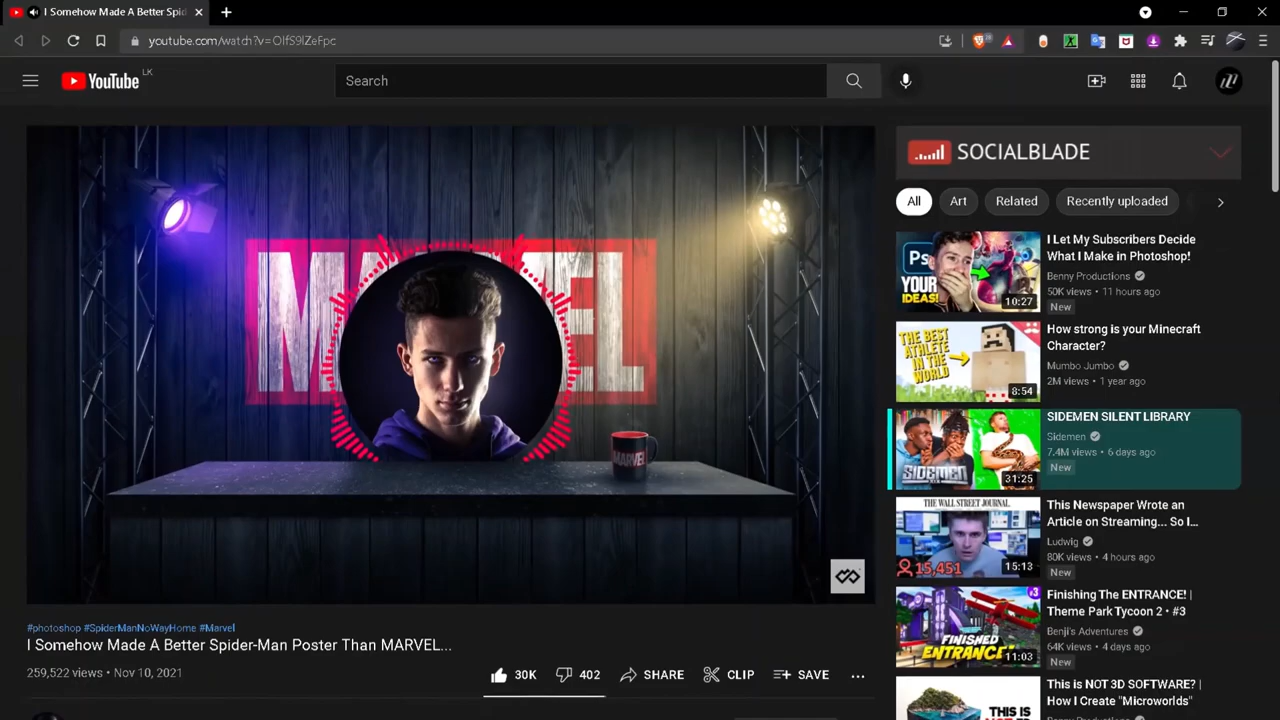 I Somehow Made A Better Spid
youtube.com/watch?v=OIfS9IZeFpc
YouTube LK
Search
SOCIALBLADE
All
Art
Related
Recently uploaded
MARVEL
MARVEL
Ps
YOUR
IDEAS!
10:27
I Let My Subscribers Decide
What I Make in Photoshop!
Benny Productions
50K views • 11 hours ago
New
THE BEST
ATHLETE
IN THE
WORLD
8:54
How strong is your Minecraft
Character?
Mumbo Jumbo
2M views • 1 year ago
SIDEMEN
31:25
SIDEMEN SILENT LIBRARY
Sidemen
7.4M views • 6 days ago
New
THE WALL STREET JOURNAL
15,451
15:13
This Newspaper Wrote an
Article on Streaming... So I...
Ludwig
80K views • 4 hours ago
New
#3
FINISHED
ENTRANCE!
11:03
Finishing The ENTRANCE! |
Theme Park Tycoon 2 • #3
Benji's Adventures
64K views • 4 days ago
New
THIS IS
This is NOT 3D SOFTWARE? |
How I Create "Microworlds"
Benny Productions
#photoshop #SpiderManNoWayHome #Marvel
I Somehow Made A Better Spider-Man Poster Than MARVEL...
259,522 views • Nov 10, 2021
30K
402
SHARE
CLIP
SAVE